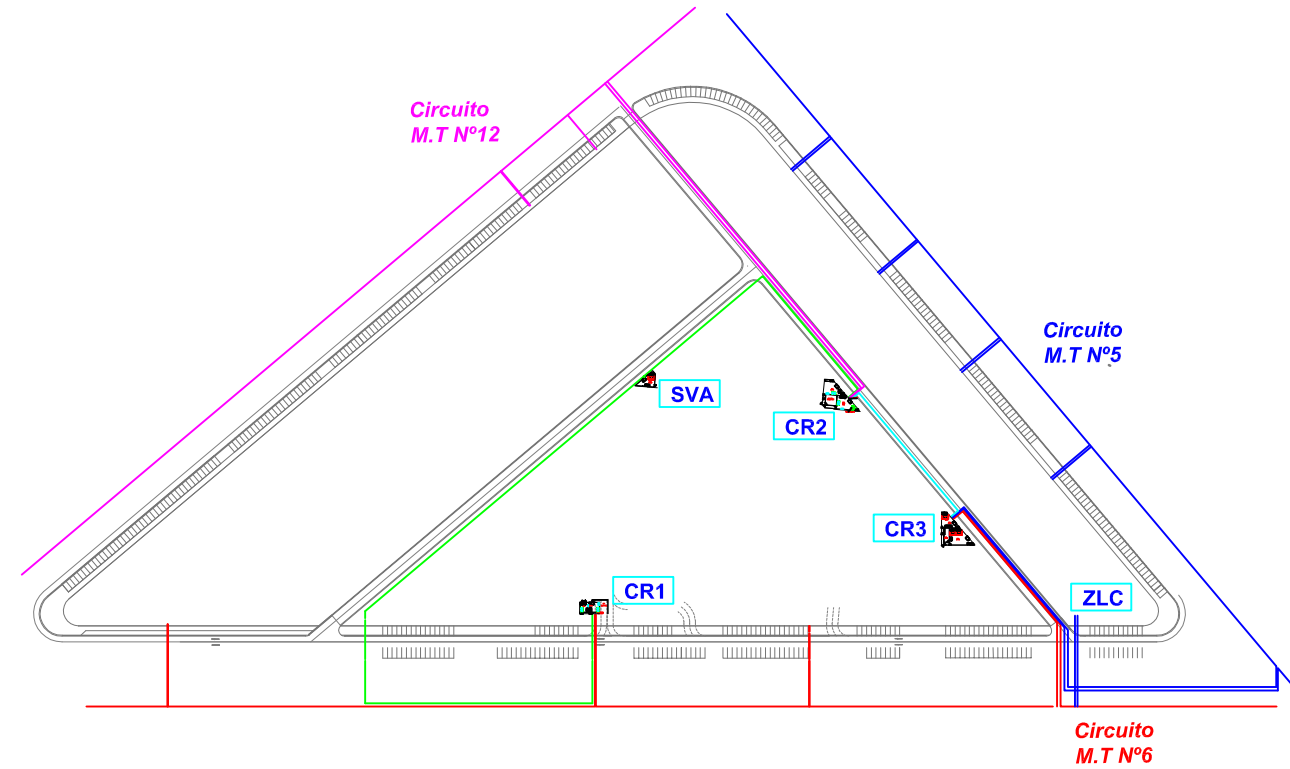 Circuito
M.T Nº12
Circuito
M.T Nº5
SVA
CR2
CR3
CR1
ZLC
Circuito
M.T Nº6